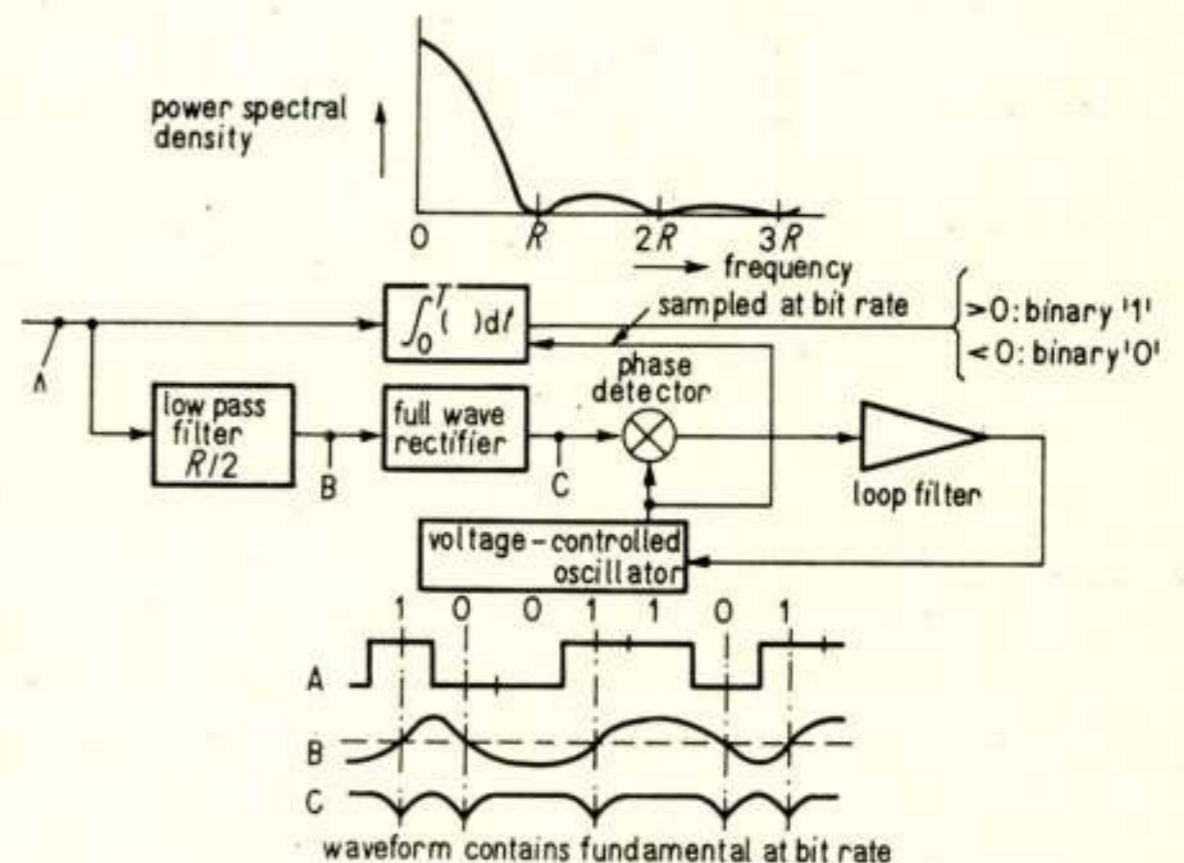 power spectral
density
0 R 2R 3R
frequency
sampled at bit rate
∫₀ᵀ( )dt
>0: binary '1'
<0: binary '0'
A
phase
detector
low pass
filter
R/2
B
full wave
rectifier
C
loop filter
voltage-controlled
oscillator
1 0 0 1 1 0 1
A
B
C
waveform contains fundamental at bit rate